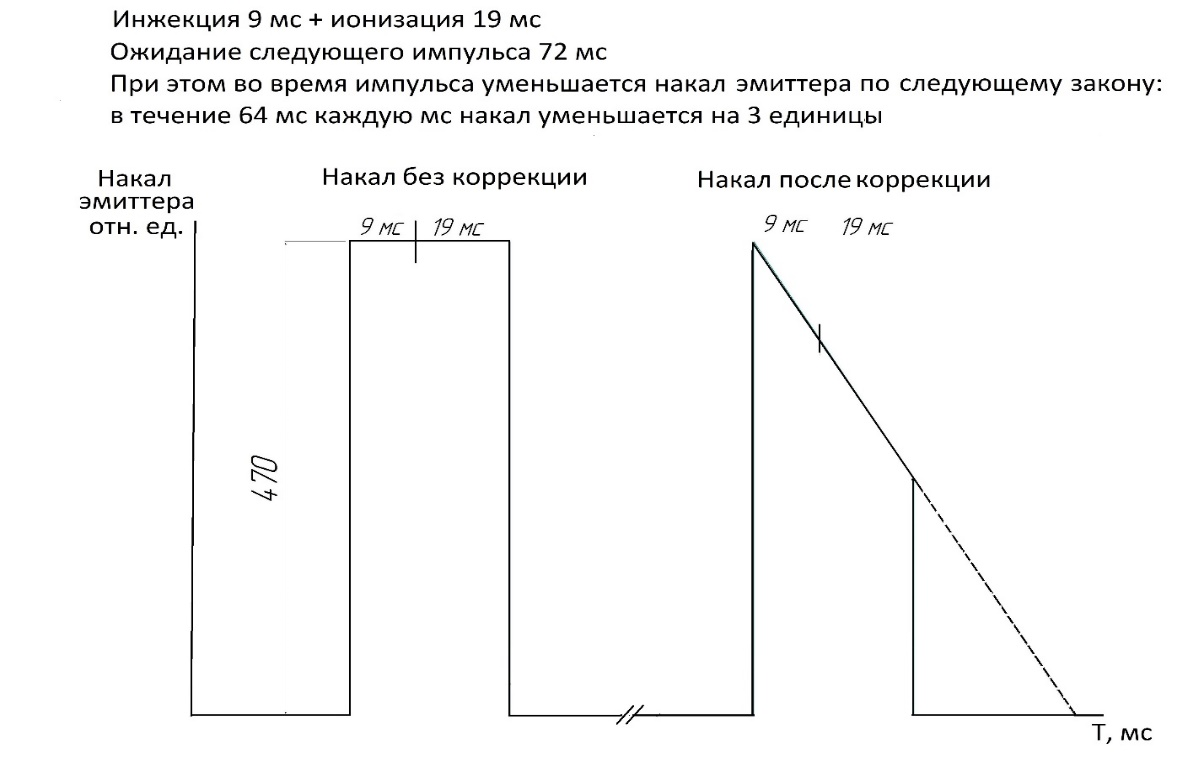 Инжекция 9 мс + ионизация 19 мс
Ожидание следующего импульса 72 мс
При этом во время импульса уменьшается накал эмиттера по следующему закону:
в течение 64 мс каждую мс накал уменьшается на 3 единицы
Накал
эмиттера
отн. ед.
Накал без коррекции
9 мс
19 мс
470
Накал после коррекции
9 мс
19 мс
Т, мс